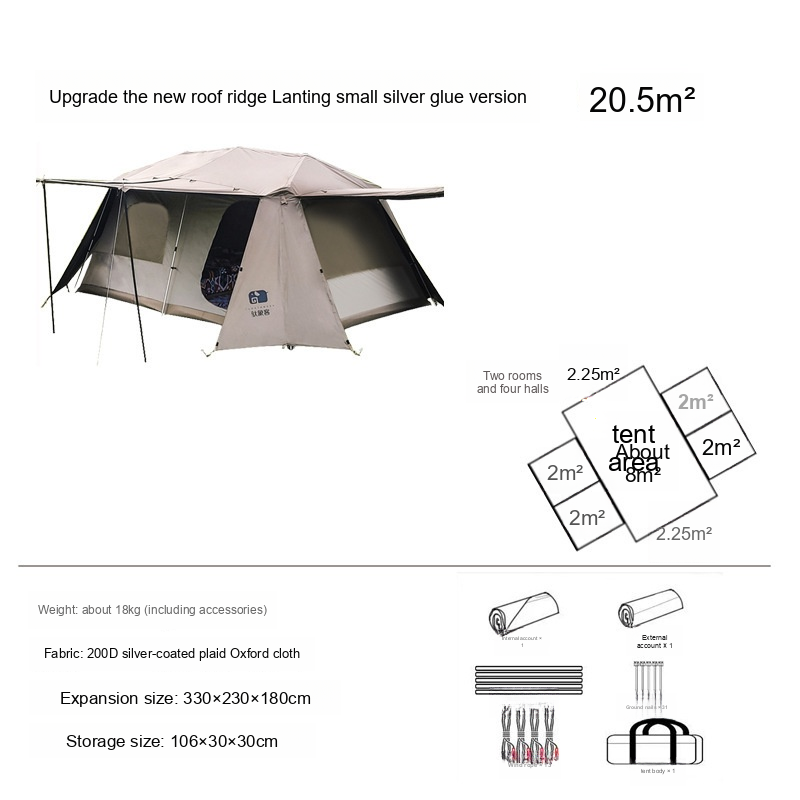 Upgrade the new roof ridge Lanting small silver glue version
20.5m²
狀象客
Two rooms
and four halls
2.25m²
2m²
2m²
tent
area
About
8m²
2m²
2m²
2.25m²
Weight: about 18kg (including accessories)
Fabric: 200D silver-coated plaid Oxford cloth
Expansion size: 330×230×180cm
Storage size: 106×30×30cm
External
account × 1
tent body = 1